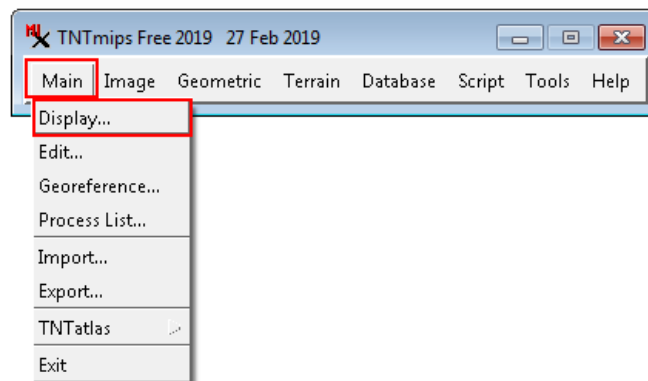 TNTmips Free 2019 27 Feb 2019
Main Image Geometric Terrain Database Script Tools Help
Display...
Edit...
Georeference...
Process List...
Import...
Export...
TNTatlas
Exit